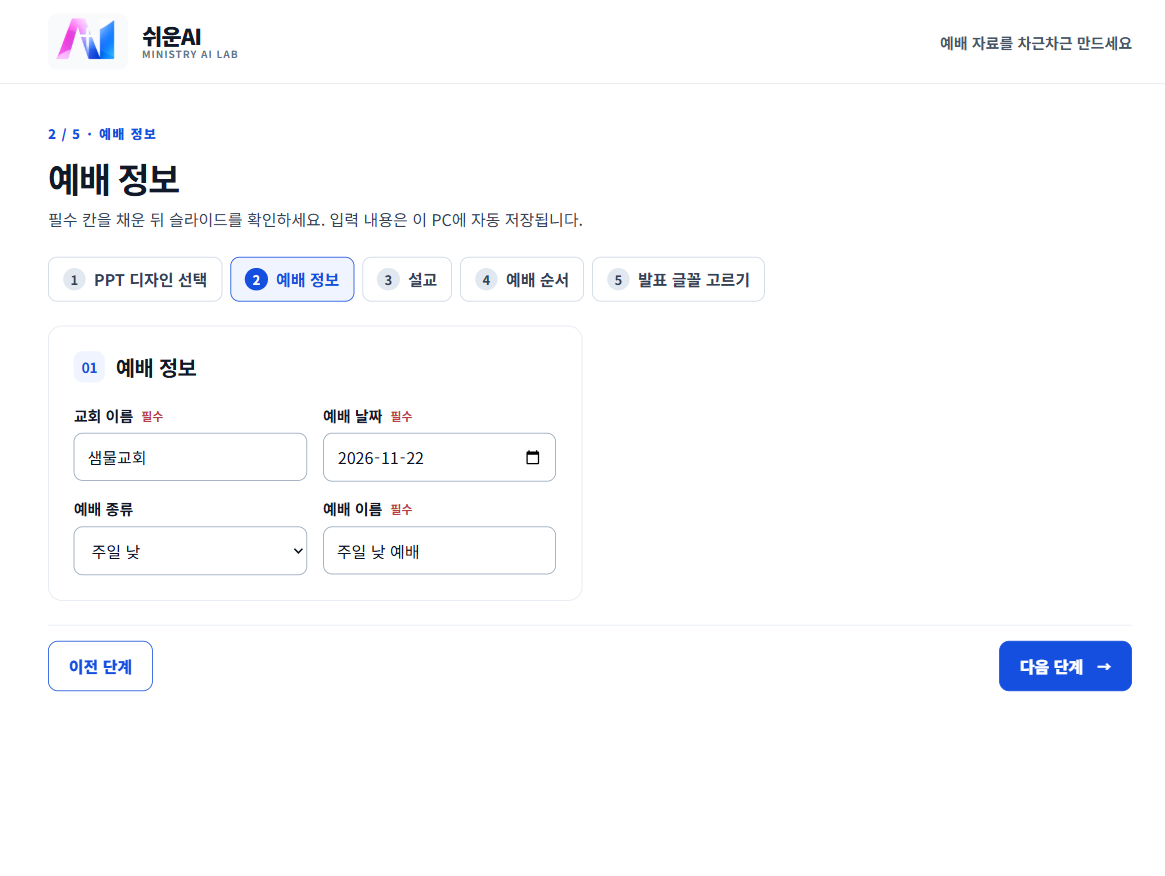 쉬운AI
MINISTRY AI LAB
예배 자료를 차근차근 만드세요
2 / 5 · 예배 정보
예배 정보
필수 칸을 채운 뒤 슬라이드를 확인하세요. 입력 내용은 이 PC에 자동 저장됩니다.
1 PPT 디자인 선택 2 예배 정보 3 설교 4 예배 순서 5 발표 글꼴 고르기
01 예배 정보
교회 이름 필수 예배 날짜 필수
샘물교회 2026-11-22
예배 종류 예배 이름 필수
주일 낮 주일 낮 예배
이전 단계 다음 단계 →